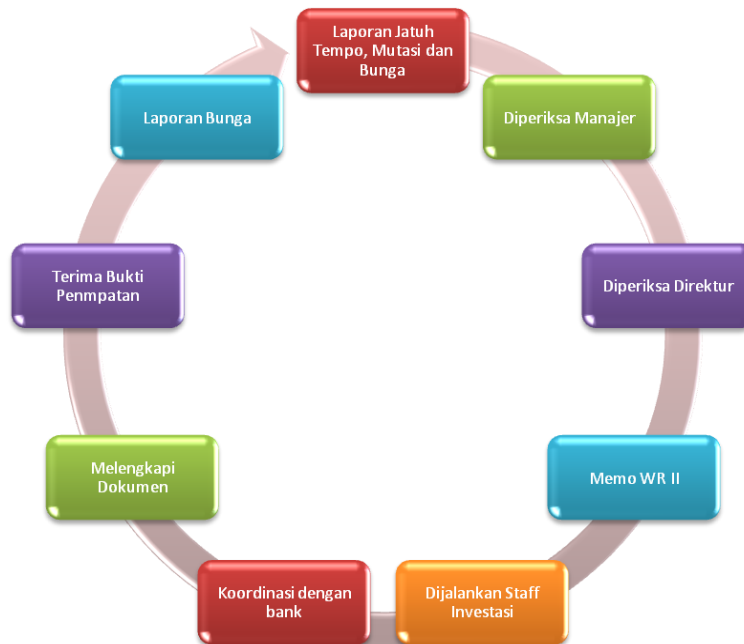 Laporan Jatuh
Tempo, Mutasi dan
Bunga
Diperiksa Manajer
Diperiksa Direktur
Memo WR II
Dijalankan Staff
Investasi
Koordinasi dengan
bank
Melengkapi
Dokumen
Terima Bukti
Penmpatan
Laporan Bunga